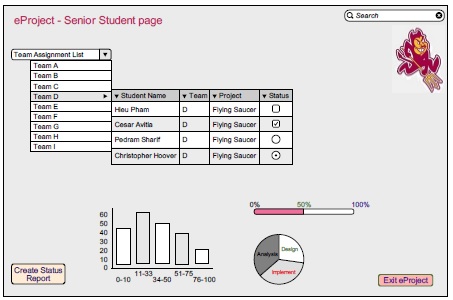 eProject - Senior Student page
Search
Team Assignment List
Team A
Team B
Team C
Team D
Team E
Team F
Team G
Team H
Team I
Student Name Team Project Status
Hieu Pham D Flying Saucer
Cesar Avitia D Flying Saucer
Pedram Sharif D Flying Saucer
Christopher Hoover D Flying Saucer
0% 50% 100%
60
50
40
30
20
10
0
11-33 51-75
0-10 34-50 76-100
Design
Analysis
Implement
Create Status
Report
Exit eProject